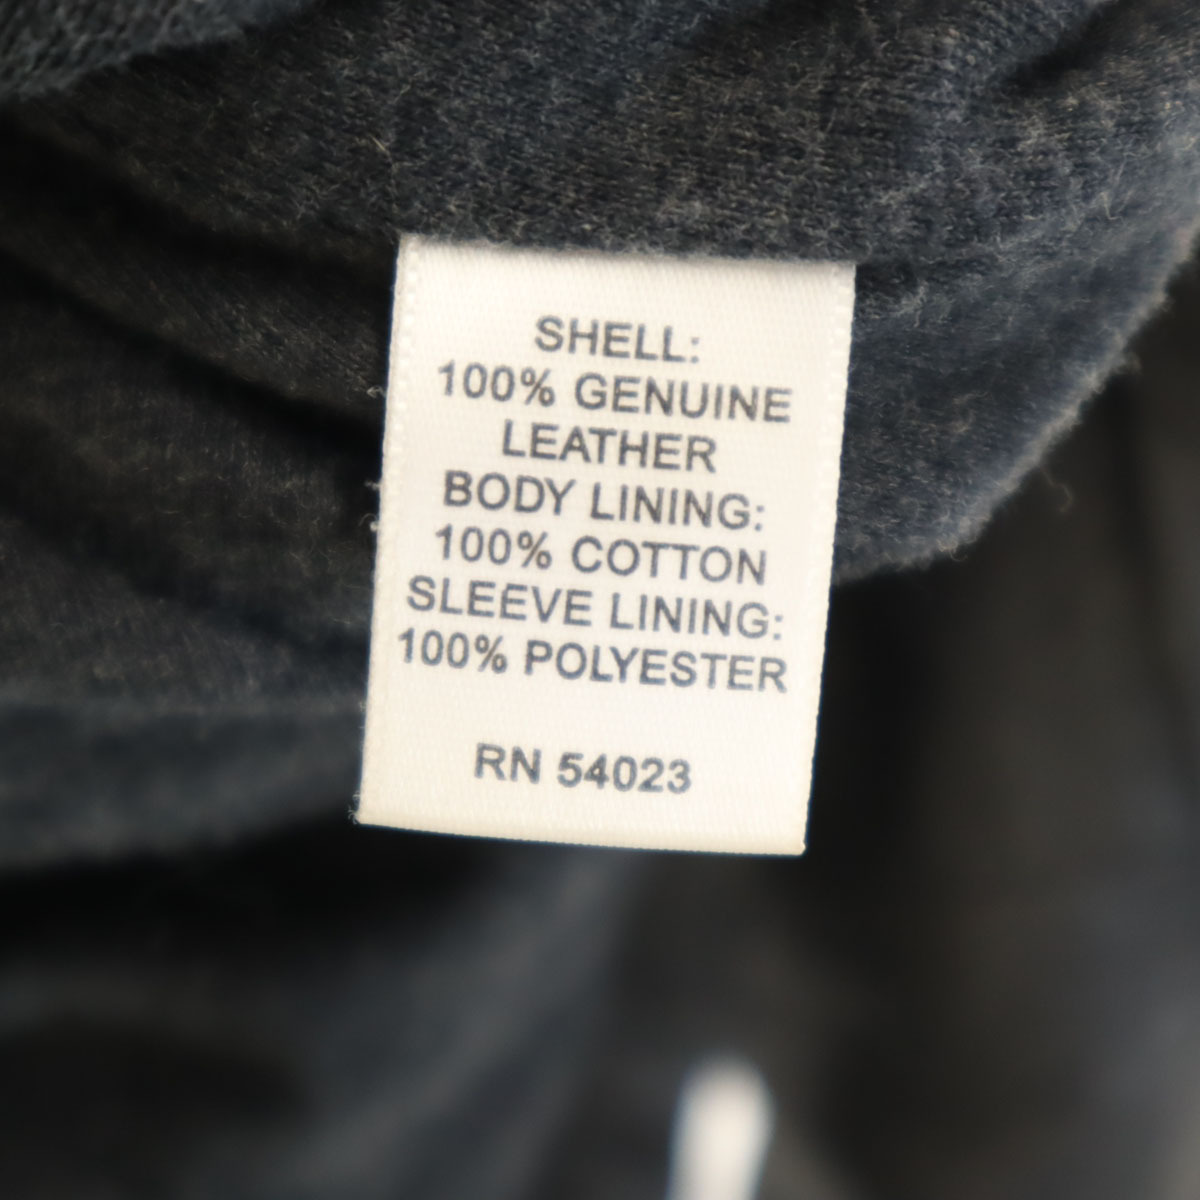 SHELL:
100% GENUINE
LEATHER
BODY LINING:
100% COTTON
SLEEVE LINING:
100% POLYESTER
RN 54023